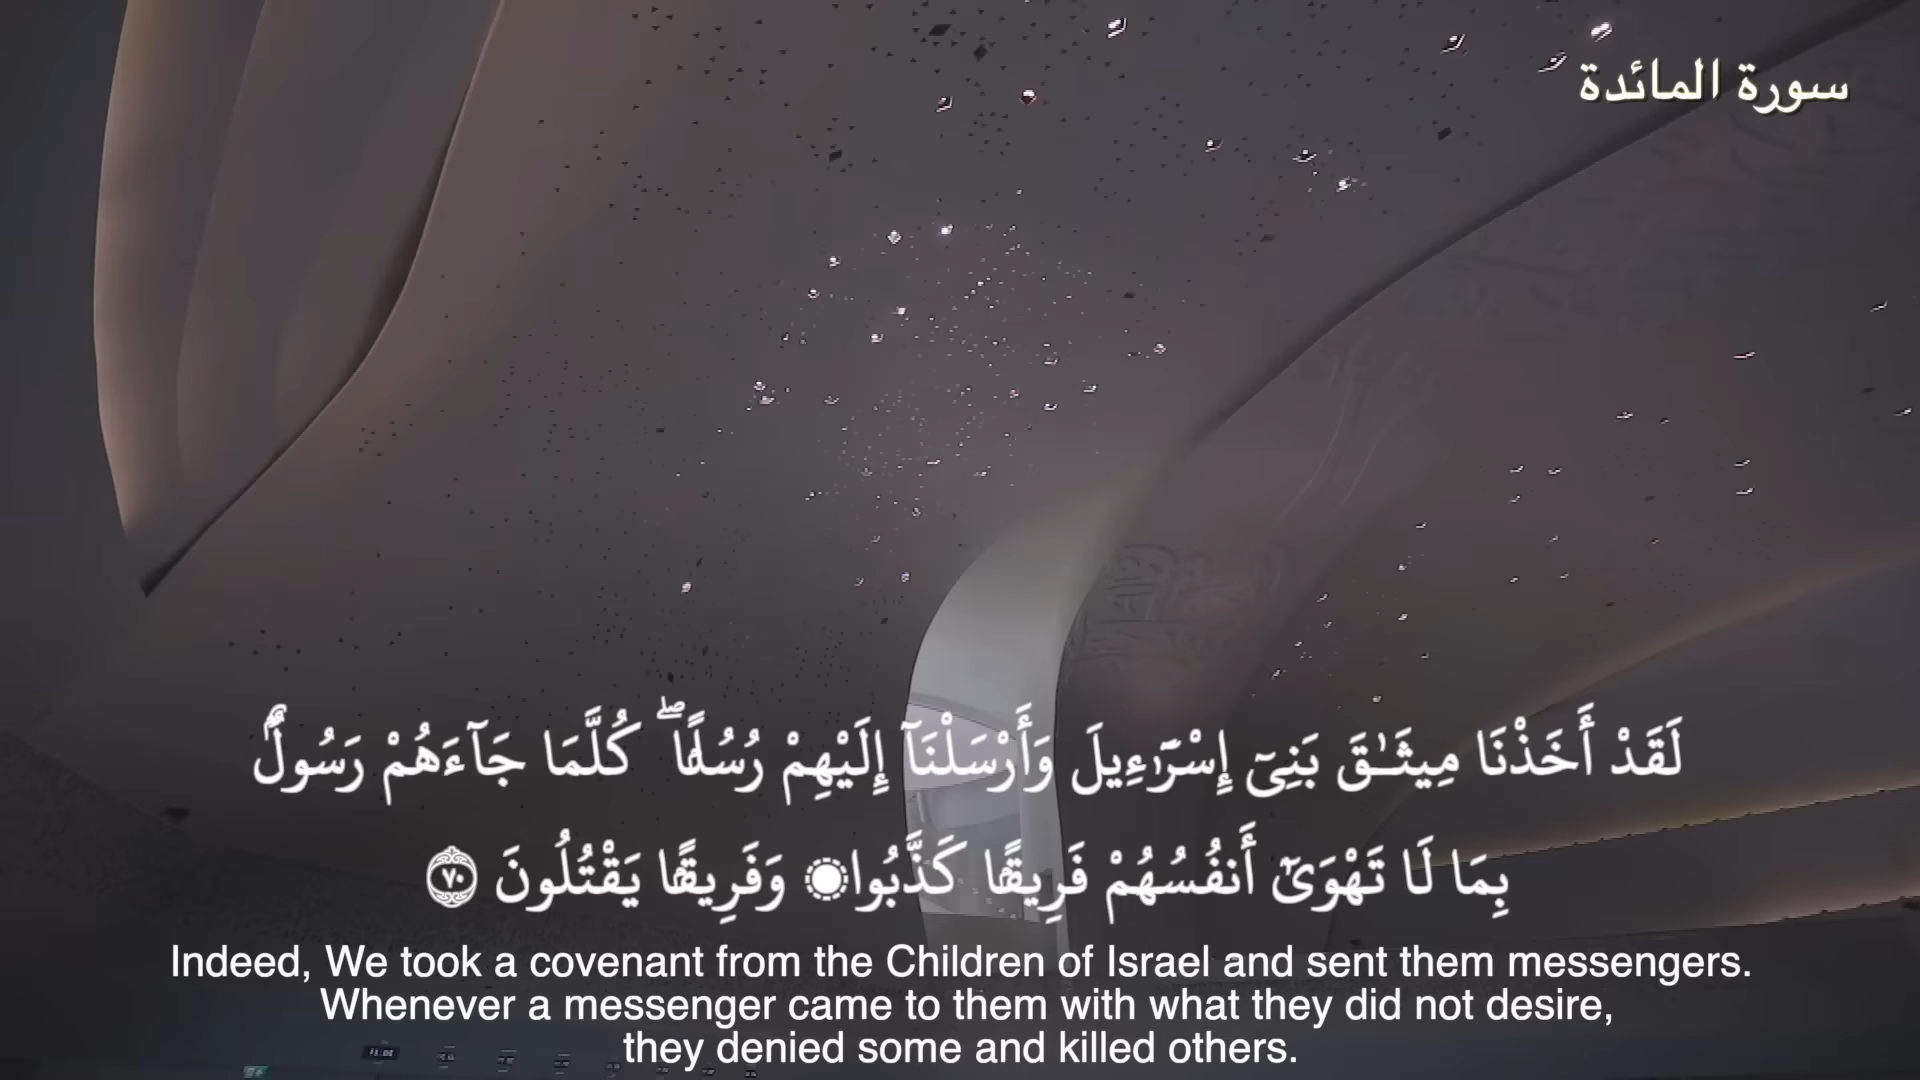 سورة المائدة
لَقَدْ أَخَذْنَا مِيثَـٰقَ بَنِىٓ إِسْرَٰٓءِيلَ وَأَرْسَلْنَآ إِلَيْهِمْ رُسُلًۭا ۖ كُلَّمَا جَآءَهُمْ رَسُولٌۢ
بِمَا لَا تَهْوَىٰٓ أَنفُسُهُمْ فَرِيقًۭا كَذَّبُوا۟ وَفَرِيقًۭا يَقْتُلُونَ ٧٠
Indeed, We took a covenant from the Children of Israel and sent them messengers.
Whenever a messenger came to them with what they did not desire,
they denied some and killed others.